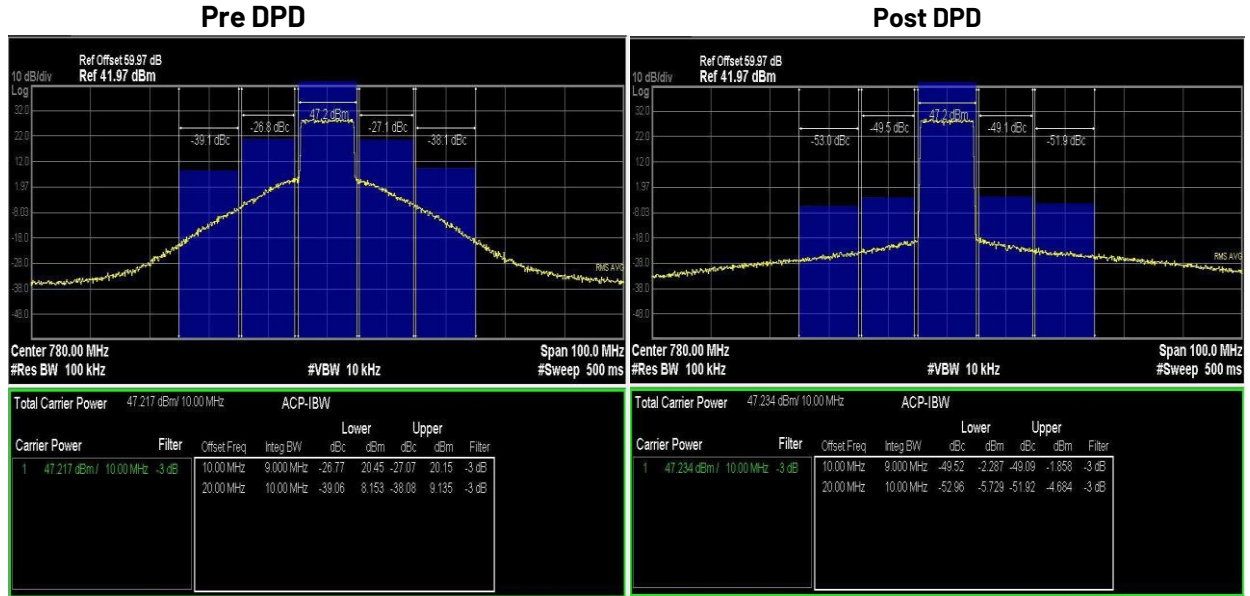 Pre DPD
Ref Offset 59.97 dB
10 dB/div
Ref 41.97 dBm
Log
32.0
22.0
12.0
1.97
-8.03
-18.0
-28.0
-38.0
-48.0
-39.1 dBc
-26.8 dBc
47.2 dBm
-27.1 dBc
-38.1 dBc
RMS AVG
Center 780.00 MHz
Span 100.0 MHz
#Res BW 100 kHz
#VBW 10 kHz
#Sweep 500 ms
Total Carrier Power 47.217 dBm/ 10.00 MHz ACP-IBW
Lower Upper
Carrier Power Filter Offset Freq Integ BW dBc dBm dBc dBm Filter
1 47.217 dBm / 10.00 MHz -3 dB 10.00 MHz 9.000 MHz -26.77 20.45 -27.07 20.15 -3 dB
20.00 MHz 10.00 MHz -39.06 8.153 -38.08 9.135 -3 dB
Post DPD
Ref Offset 59.97 dB
10 dB/div
Ref 41.97 dBm
Log
32.0
22.0
12.0
1.97
-8.03
-18.0
-28.0
-38.0
-48.0
-53.0 dBc
-49.5 dBc
47.2 dBm
-49.1 dBc
-51.9 dBc
RMS AVG
Center 780.00 MHz
Span 100.0 MHz
#Res BW 100 kHz
#VBW 10 kHz
#Sweep 500 ms
Total Carrier Power 47.234 dBm/ 10.00 MHz ACP-IBW
Lower Upper
Carrier Power Filter Offset Freq Integ BW dBc dBm dBc dBm Filter
1 47.234 dBm / 10.00 MHz -3 dB 10.00 MHz 9.000 MHz -49.52 -2.287 -49.09 -1.858 -3 dB
20.00 MHz 10.00 MHz -52.96 -5.729 -51.92 -4.684 -3 dB